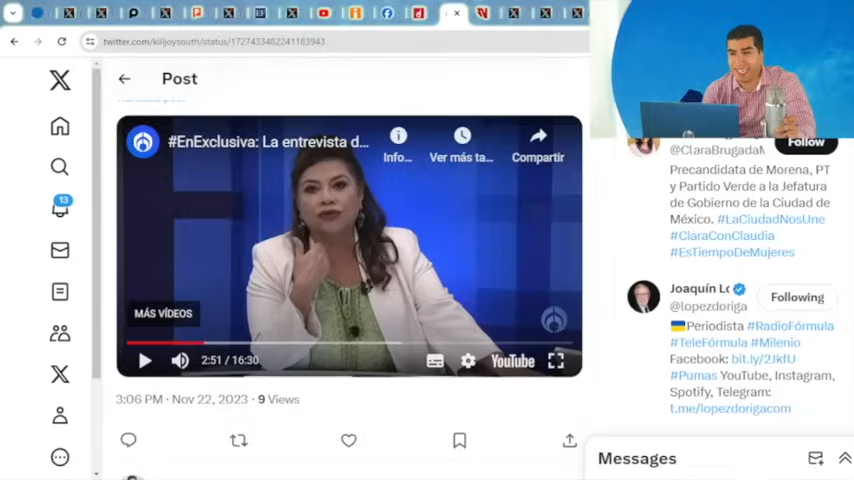 twitter.com/killjoysouth/status/1727433482241183943
Post
#EnExclusiva: La entrevista d...
Info...
Ver más ta...
Compartir
MÁS VÍDEOS
2:51 / 16:30
YouTube
3:06 PM · Nov 22, 2023 · 9 Views
13
hp
@ClaraBrugadaM
Follow
Precandidata de Morena, PT
y Partido Verde a la Jefatura
de Gobierno de la Ciudad de
México. #LaCiudadNosUne
#ClaraConClaudia
#EsTiempoDeMujeres
Joaquín Ló
@lopezdoriga
Following
Periodista #RadioFórmula
#TeleFórmula #Milenio
Facebook: bit.ly/2JkfU
#Pumas YouTube, Instagram,
Spotify, Telegram:
t.me/lopezdorigacom
Messages